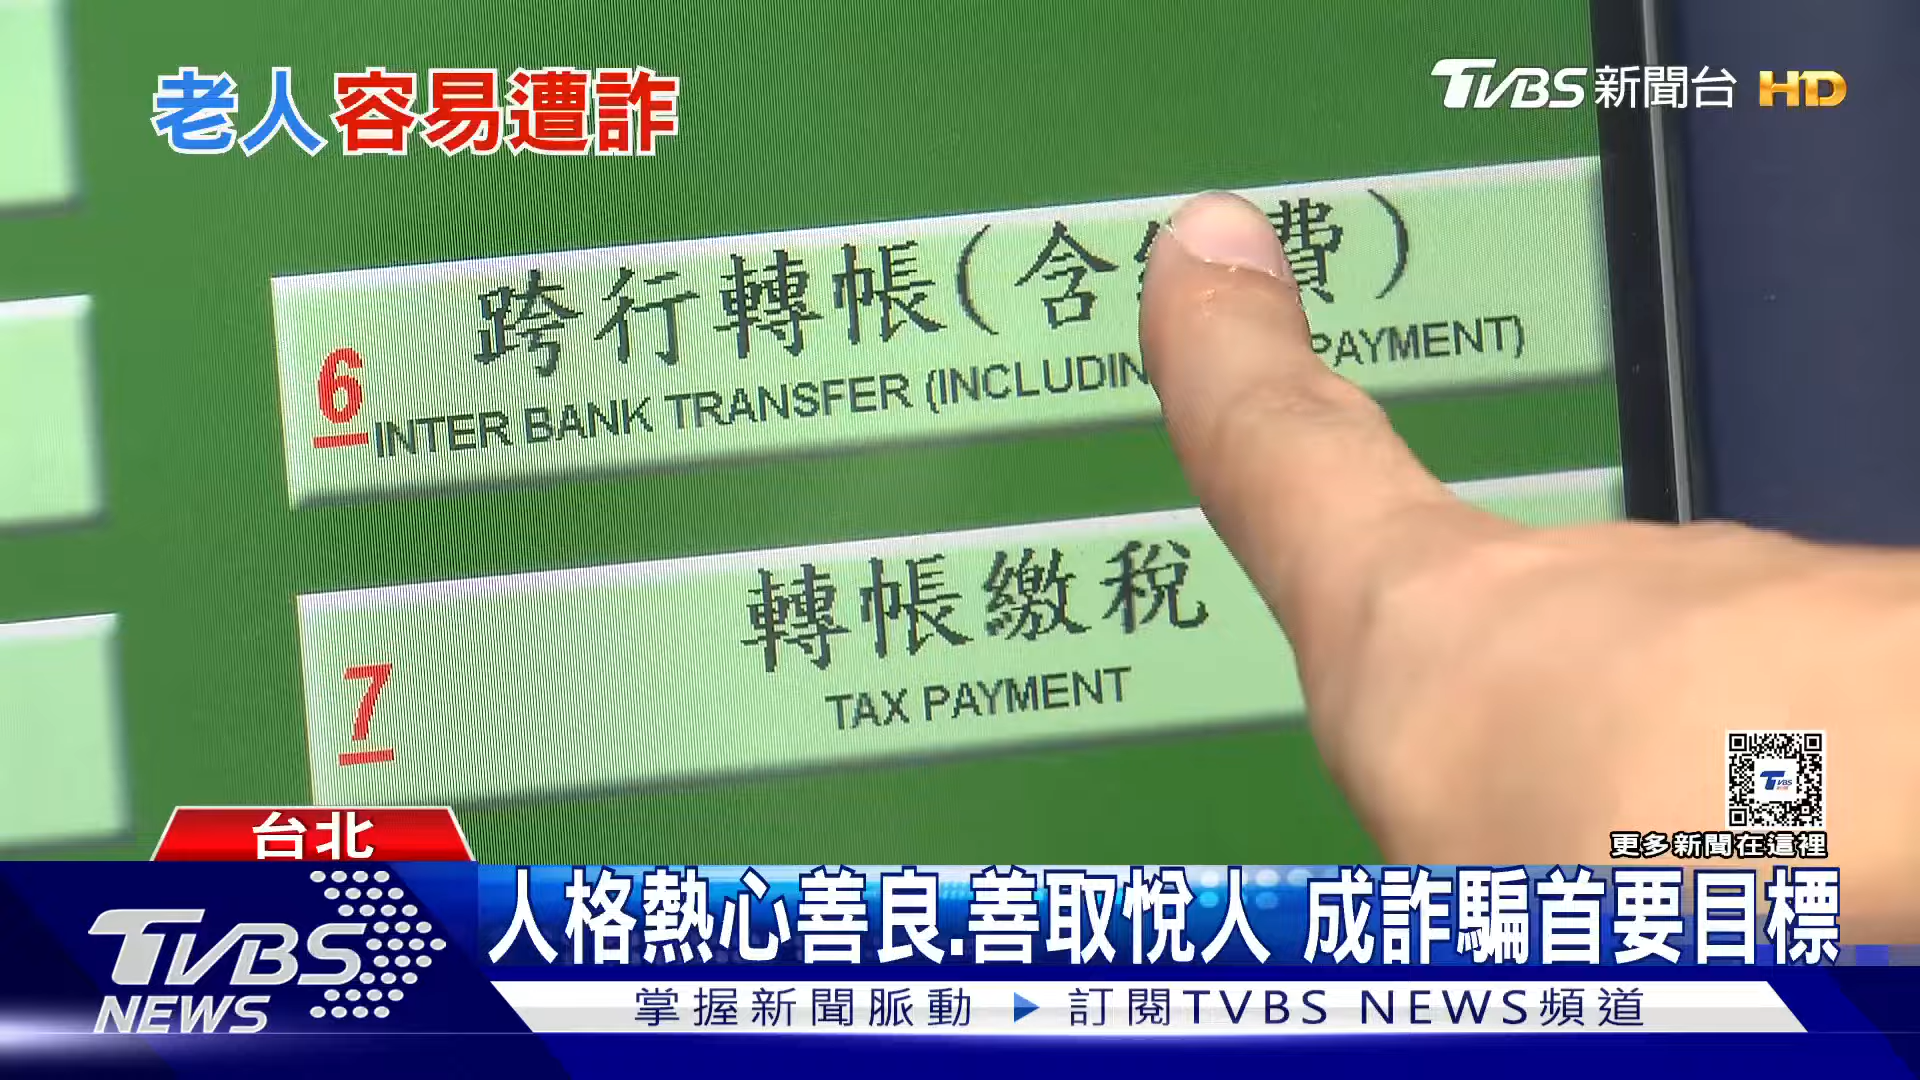 老人容易遭詐
TVBS新聞台 HD
跨行轉帳(含 費)
6
INTER BANK TRANSFER (INCLUDIN PAYMENT)
轉帳繳稅
7
TAX PAYMENT
TVBS
更多新聞在這裡
台北
人格熱心善良.善取悅人 成詐騙首要目標
TVBS NEWS
掌握新聞脈動 ▶ 訂閱TVBS NEWS頻道